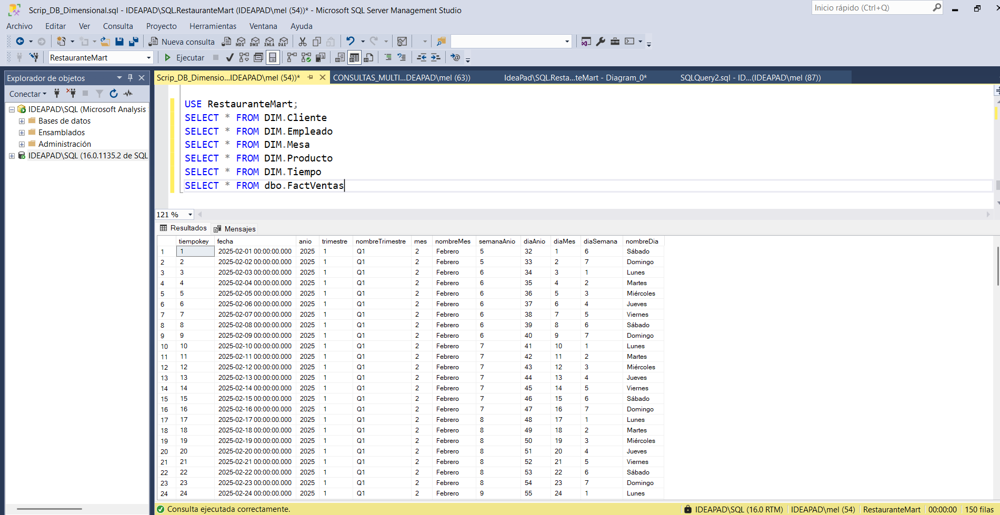 Scrip_DB_Dimensional.sql - IDEAPAD\SQL.RestauranteMart (IDEAPAD\mel (54))* - Microsoft SQL Server Management Studio
Inicio rápido (Ctrl+Q)
Archivo Editar Ver Consulta Proyecto Herramientas Ventana Ayuda
Nueva consulta MDX DMX XMLA DAX
RestauranteMart Ejecutar
Explorador de objetos
Scrip_DB_Dimensio...IDEAPAD\mel (54))* CONSULTAS_MULTI...DEAPAD\mel (63)) IdeaPad\SQL.Resta...teMart - Diagram_0* SQLQuery2.sql - ID...(IDEAPAD\mel (87))
Conectar
IDEAPAD\SQL (Microsoft Analysis
Bases de datos
Ensamblados
Administración
IDEAPAD\SQL (16.0.1135.2 de SQL
USE RestauranteMart;
SELECT * FROM DIM.Cliente
SELECT * FROM DIM.Empleado
SELECT * FROM DIM.Mesa
SELECT * FROM DIM.Producto
SELECT * FROM DIM.Tiempo
SELECT * FROM dbo.FactVentas
121 %
Resultados Mensajes
tiempokey fecha anio trimestre nombreTrimestre mes nombreMes semanaAnio diaAnio diaMes diaSemana nombreDia
1 1 2025-02-01 00:00:00.000 2025 1 Q1 2 Febrero 5 32 1 6 Sábado
2 2 2025-02-02 00:00:00.000 2025 1 Q1 2 Febrero 5 33 2 7 Domingo
3 3 2025-02-03 00:00:00.000 2025 1 Q1 2 Febrero 6 34 3 1 Lunes
4 4 2025-02-04 00:00:00.000 2025 1 Q1 2 Febrero 6 35 4 2 Martes
5 5 2025-02-05 00:00:00.000 2025 1 Q1 2 Febrero 6 36 5 3 Miércoles
6 6 2025-02-06 00:00:00.000 2025 1 Q1 2 Febrero 6 37 6 4 Jueves
7 7 2025-02-07 00:00:00.000 2025 1 Q1 2 Febrero 6 38 7 5 Viernes
8 8 2025-02-08 00:00:00.000 2025 1 Q1 2 Febrero 6 39 8 6 Sábado
9 9 2025-02-09 00:00:00.000 2025 1 Q1 2 Febrero 6 40 9 7 Domingo
10 10 2025-02-10 00:00:00.000 2025 1 Q1 2 Febrero 7 41 10 1 Lunes
11 11 2025-02-11 00:00:00.000 2025 1 Q1 2 Febrero 7 42 11 2 Martes
12 12 2025-02-12 00:00:00.000 2025 1 Q1 2 Febrero 7 43 12 3 Miércoles
13 13 2025-02-13 00:00:00.000 2025 1 Q1 2 Febrero 7 44 13 4 Jueves
14 14 2025-02-14 00:00:00.000 2025 1 Q1 2 Febrero 7 45 14 5 Viernes
15 15 2025-02-15 00:00:00.000 2025 1 Q1 2 Febrero 7 46 15 6 Sábado
16 16 2025-02-16 00:00:00.000 2025 1 Q1 2 Febrero 7 47 16 7 Domingo
17 17 2025-02-17 00:00:00.000 2025 1 Q1 2 Febrero 8 48 17 1 Lunes
18 18 2025-02-18 00:00:00.000 2025 1 Q1 2 Febrero 8 49 18 2 Martes
19 19 2025-02-19 00:00:00.000 2025 1 Q1 2 Febrero 8 50 19 3 Miércoles
20 20 2025-02-20 00:00:00.000 2025 1 Q1 2 Febrero 8 51 20 4 Jueves
21 21 2025-02-21 00:00:00.000 2025 1 Q1 2 Febrero 8 52 21 5 Viernes
22 22 2025-02-22 00:00:00.000 2025 1 Q1 2 Febrero 8 53 22 6 Sábado
23 23 2025-02-23 00:00:00.000 2025 1 Q1 2 Febrero 8 54 23 7 Domingo
24 24 2025-02-24 00:00:00.000 2025 1 Q1 2 Febrero 9 55 24 1 Lunes
Consulta ejecutada correctamente. IDEAPAD\SQL (16.0 RTM) IDEAPAD\mel (54) RestauranteMart 00:00:00 150 filas